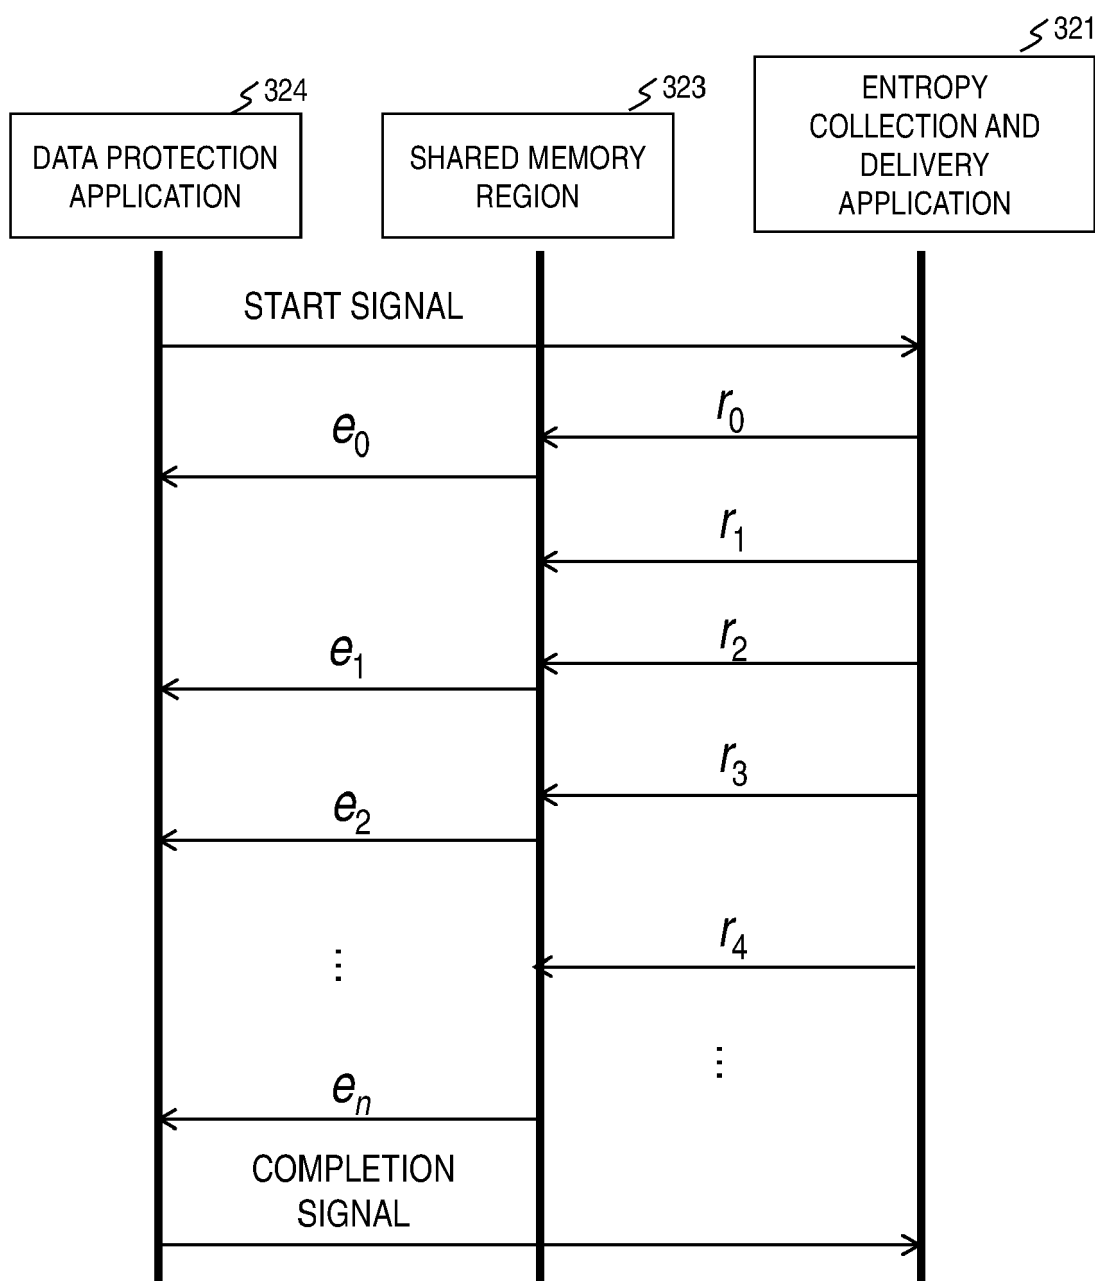 321
324
323
DATA PROTECTION
APPLICATION
SHARED MEMORY
REGION
ENTROPY
COLLECTION AND
DELIVERY
APPLICATION
START SIGNAL
r0
e0
r1
r2
e1
r3
e2
r4
⋮
⋮
en
COMPLETION
SIGNAL